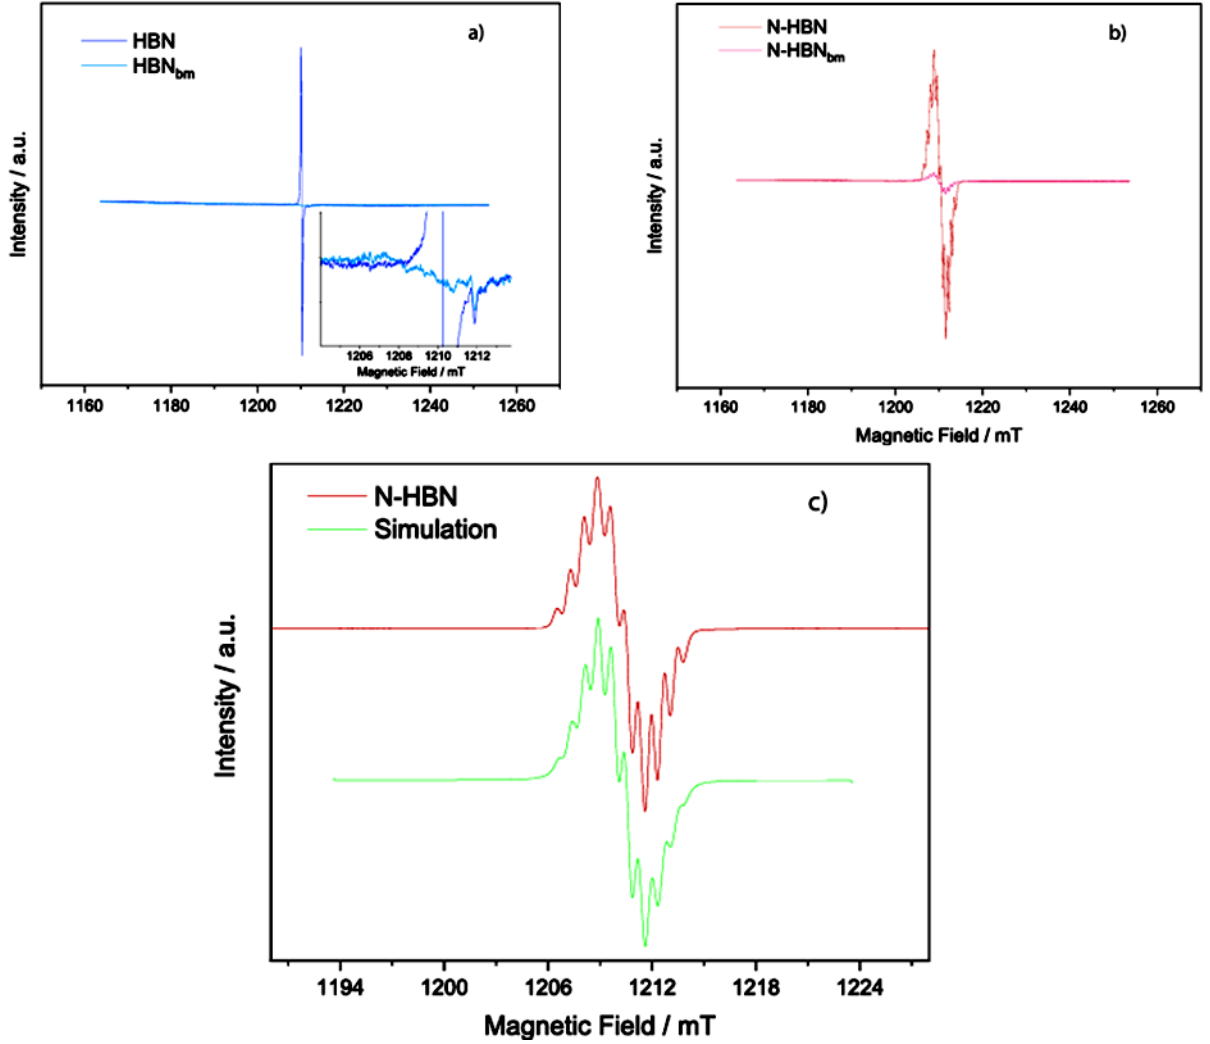 HBN
HBNbm
a)
Intensity / a.u.
1206 1208 1210 1212
Magnetic Field / mT
1160 1180 1200 1220 1240 1260
N-HBN
N-HBNbm
b)
Intensity / a.u.
1160 1180 1200 1220 1240 1260
Magnetic Field / mT
N-HBN
Simulation
c)
Intensity / a.u.
1194 1200 1206 1212 1218 1224
Magnetic Field / mT